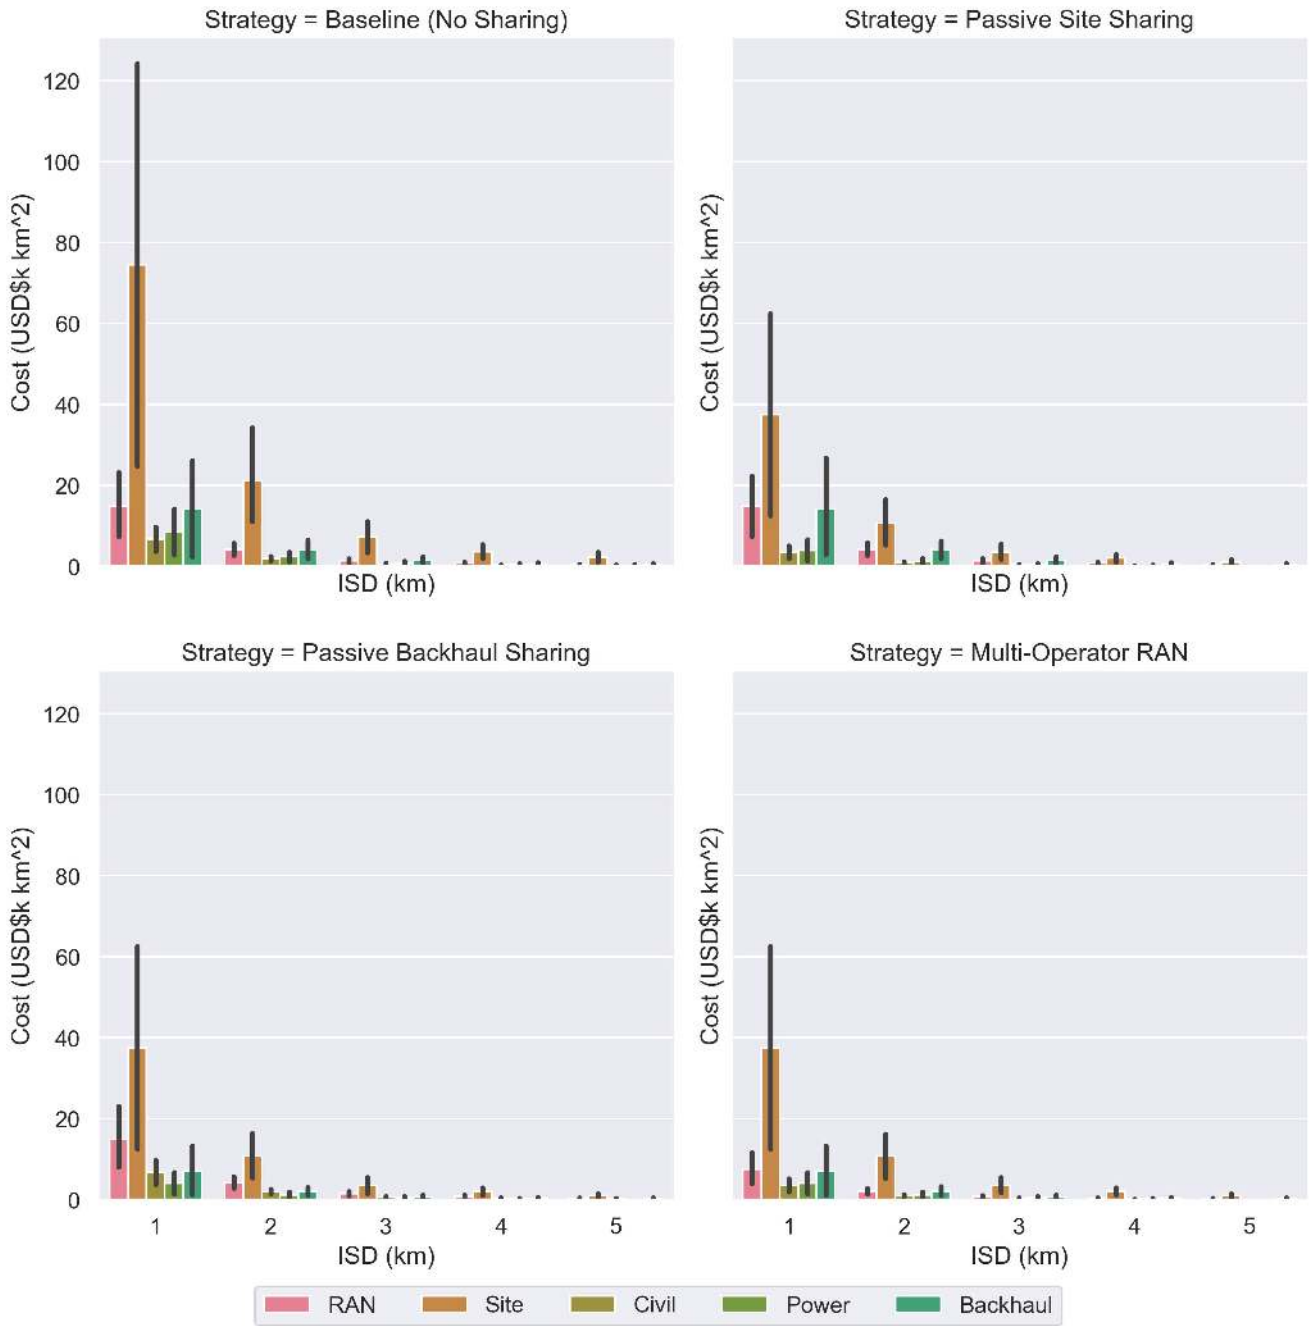 Strategy = Baseline (No Sharing)
Cost (USD$k km^2)
120
100
80
60
40
20
0
ISD (km)
Strategy = Passive Site Sharing
Cost (USD$k km^2)
ISD (km)
Strategy = Passive Backhaul Sharing
Cost (USD$k km^2)
120
100
80
60
40
20
0
1 2 3 4 5
ISD (km)
Strategy = Multi-Operator RAN
Cost (USD$k km^2)
1 2 3 4 5
ISD (km)
RAN Site Civil Power Backhaul